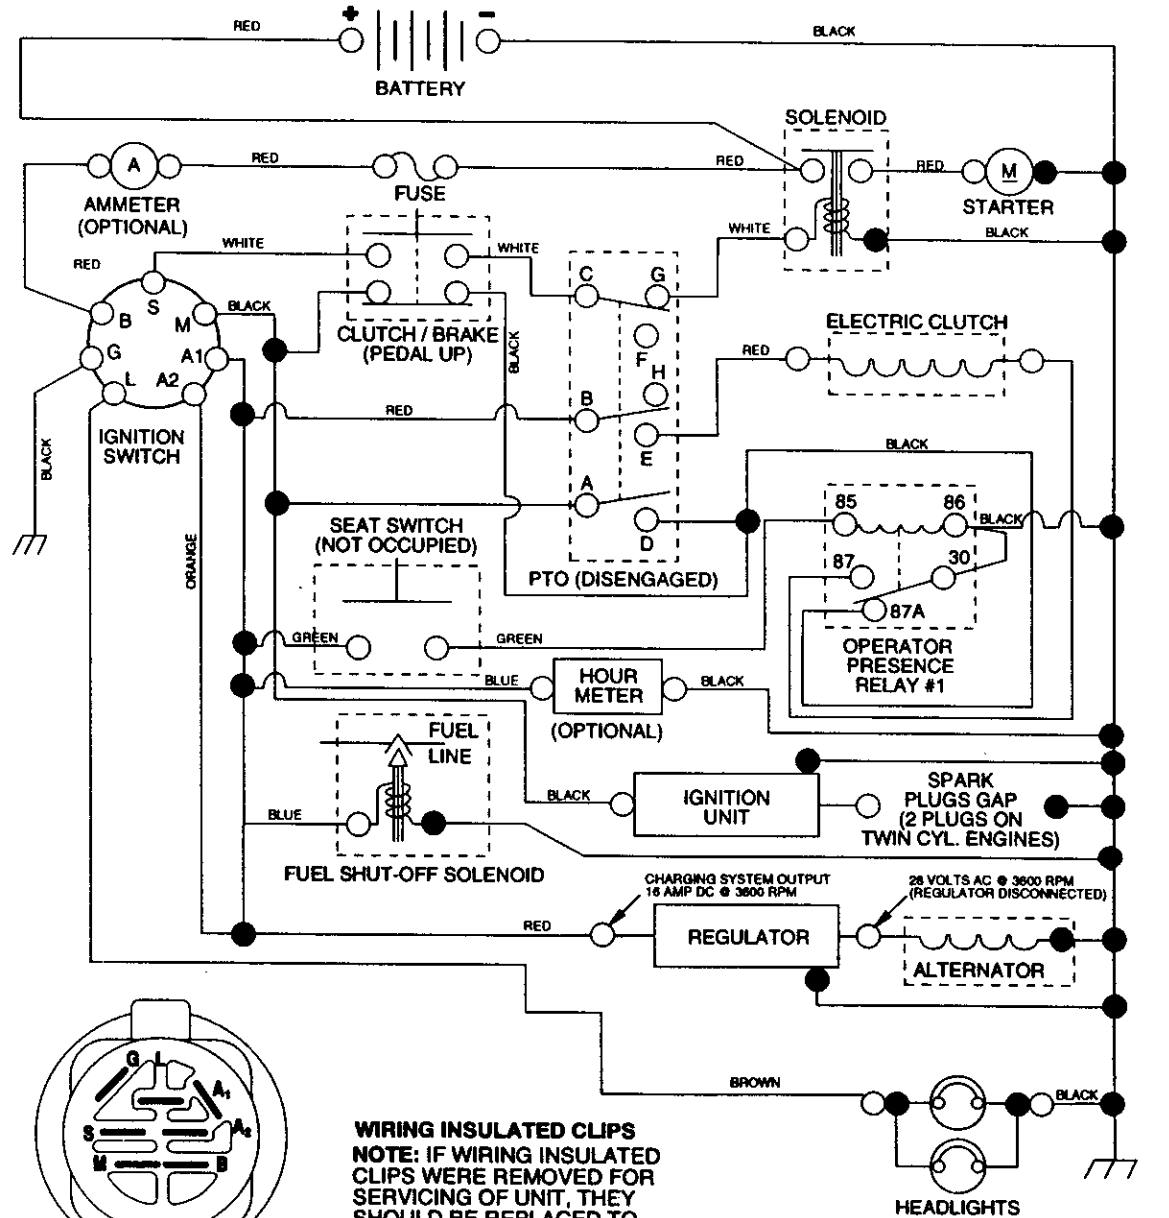 + -
RED
BLACK
BATTERY
SOLENOID
A
RED
RED
RED
M
FUSE
AMMETER
(OPTIONAL)
STARTER
WHITE
WHITE
WHITE
BLACK
RED
C G
S
B
M
BLACK
G
A1
L A2
CLUTCH / BRAKE
(PEDAL UP)
BLACK
F
H
RED
ELECTRIC CLUTCH
B
RED
E
IGNITION
SWITCH
BLACK
BLACK
A
D
SEAT SWITCH
(NOT OCCUPIED)
ORANGE
85 86
BLACK
87 30
87A
PTO (DISENGAGED)
OPERATOR
PRESENCE
RELAY #1
GREEN
GREEN
BLUE
HOUR
METER
BLACK
(OPTIONAL)
FUEL
LINE
BLUE
BLACK
IGNITION
UNIT
SPARK
PLUGS GAP
(2 PLUGS ON
TWIN CYL. ENGINES)
FUEL SHUT-OFF SOLENOID
CHARGING SYSTEM OUTPUT
16 AMP DC @ 3600 RPM
28 VOLTS AC @ 3600 RPM
(REGULATOR DISCONNECTED)
RED
REGULATOR
ALTERNATOR
BROWN
BLACK
HEADLIGHTS
G L
A1
A2
S
M B
WIRING INSULATED CLIPS
NOTE: IF WIRING INSULATED
CLIPS WERE REMOVED FOR
SERVICING OF UNIT, THEY
SHOULD BE REPLACED TO